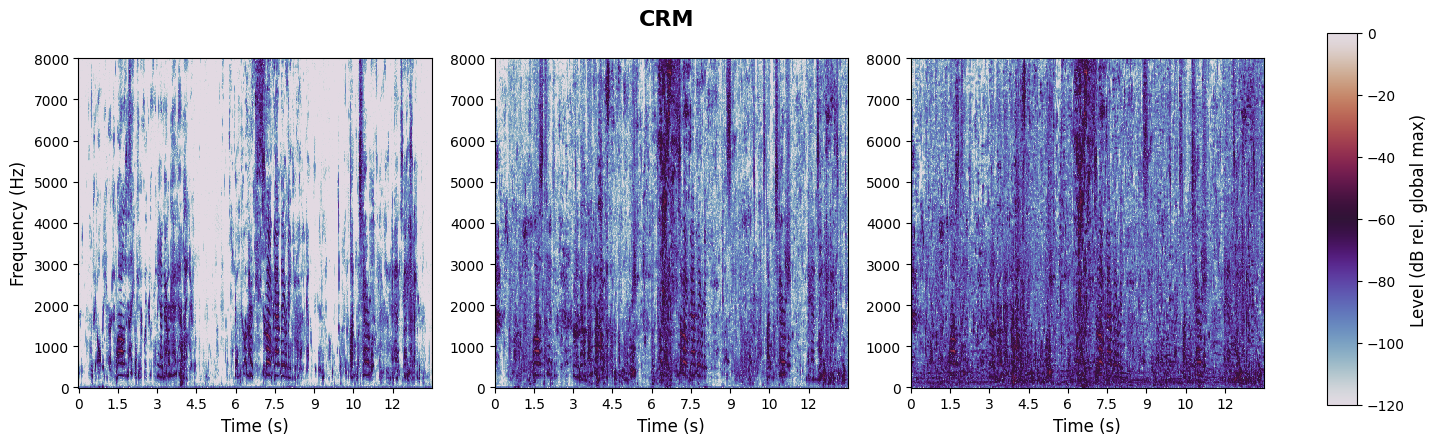 CRM
8000 8000 8000 0
7000 7000 7000 −20
6000 6000 6000
5000 5000 5000 −40
4000 4000 4000 −60
3000 3000 3000 −80
2000 2000 2000
1000 1000 1000 −100
0 0 0 −120
Frequency (Hz)
Level (dB rel. global max)
0 1.5 3 4.5 6 7.5 9 10 12 0 1.5 3 4.5 6 7.5 9 10 12 0 1.5 3 4.5 6 7.5 9 10 12
Time (s) Time (s) Time (s)